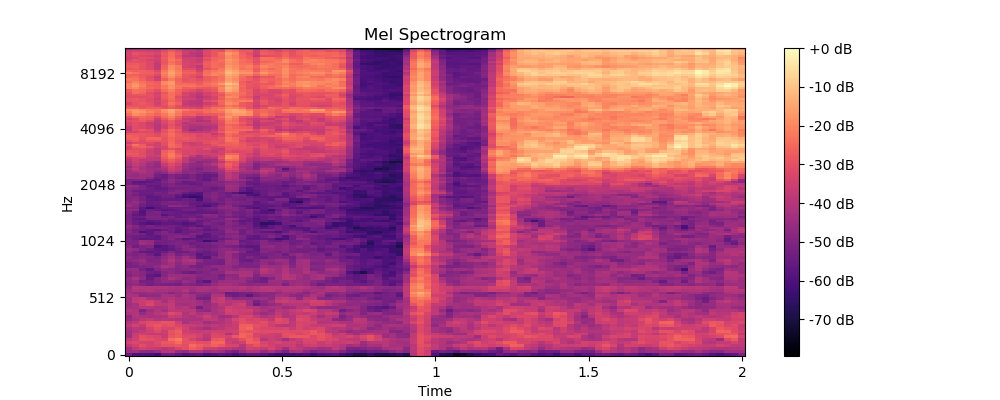 Mel Spectrogram
Hz
8192
4096
2048
1024
512
0
0
0.5
1
1.5
2
Time
+0 dB
-10 dB
-20 dB
-30 dB
-40 dB
-50 dB
-60 dB
-70 dB